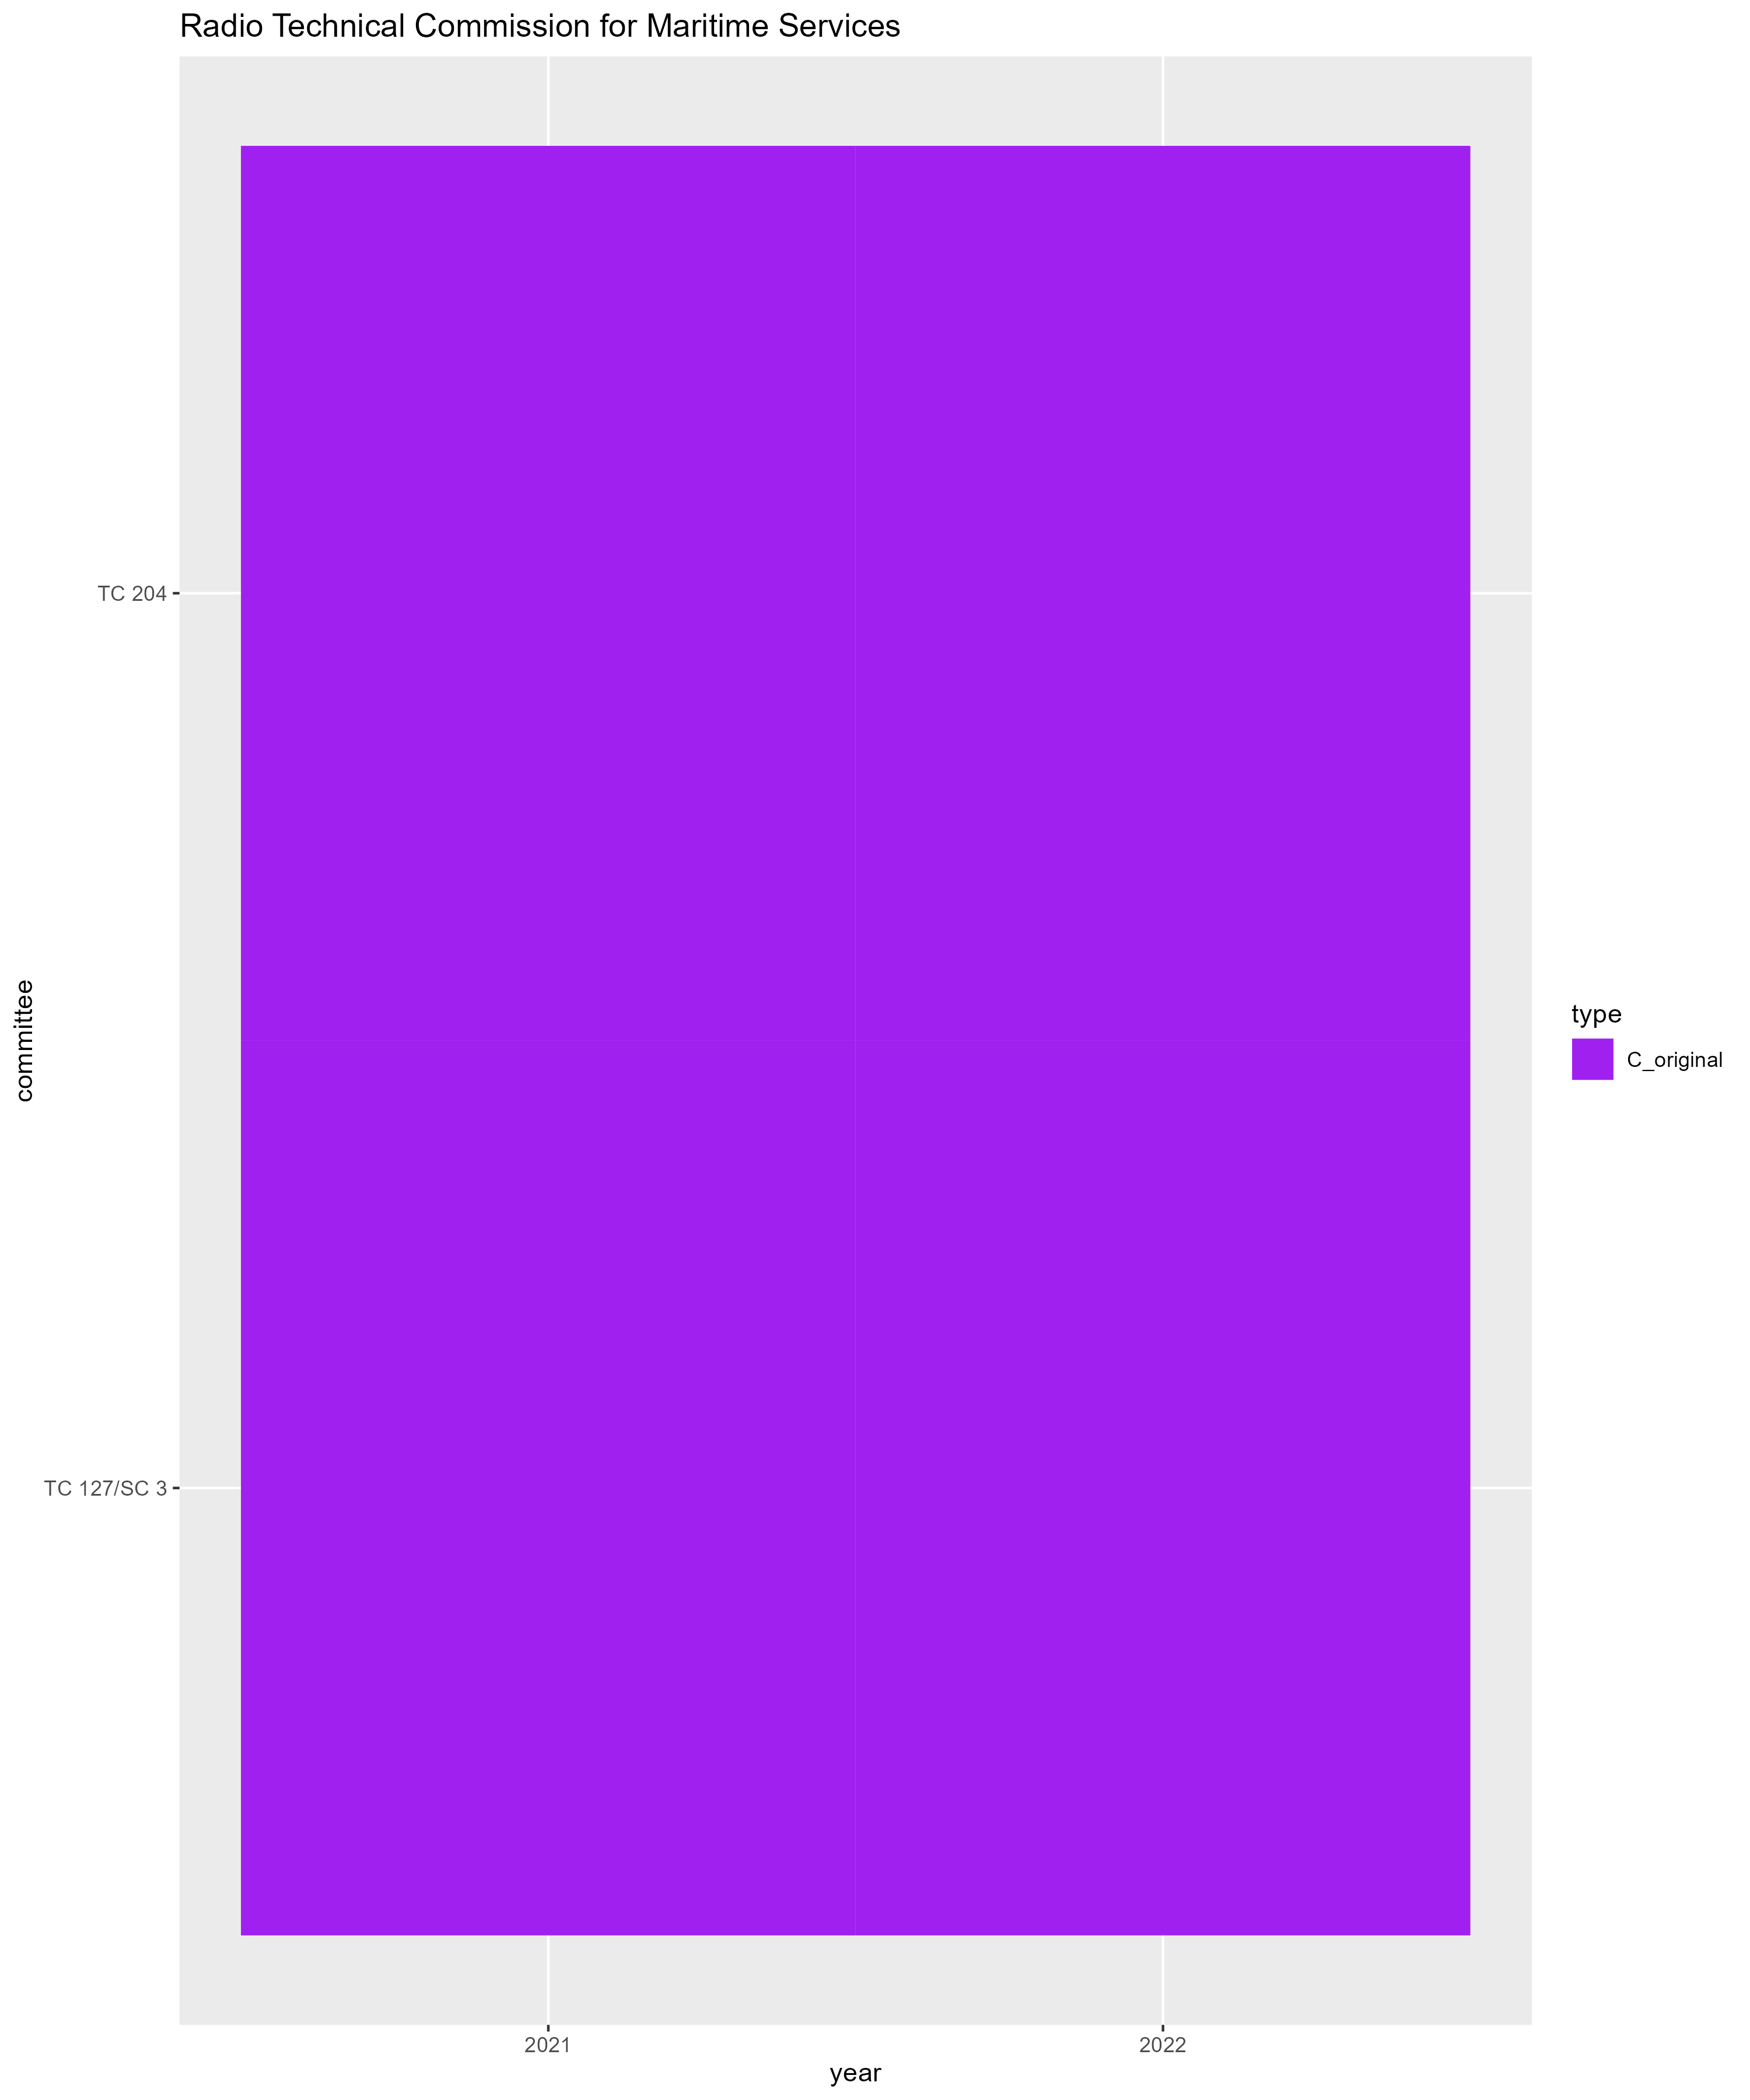 Radio Technical Commission for Maritime Services
TC 204
committee
TC 127/SC 3
type
C_original
2021
2022
year